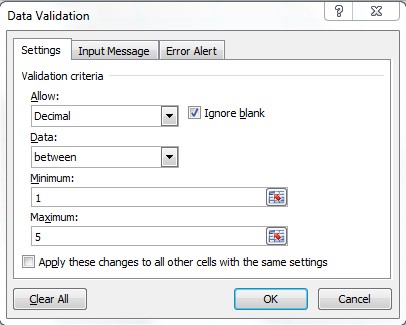 Data Validation
?
Settings
Input Message
Error Alert
Validation criteria
Allow:
Decimal
Ignore blank
Data:
between
Minimum:
1
Maximum:
5
Apply these changes to all other cells with the same settings
Clear All
OK
Cancel